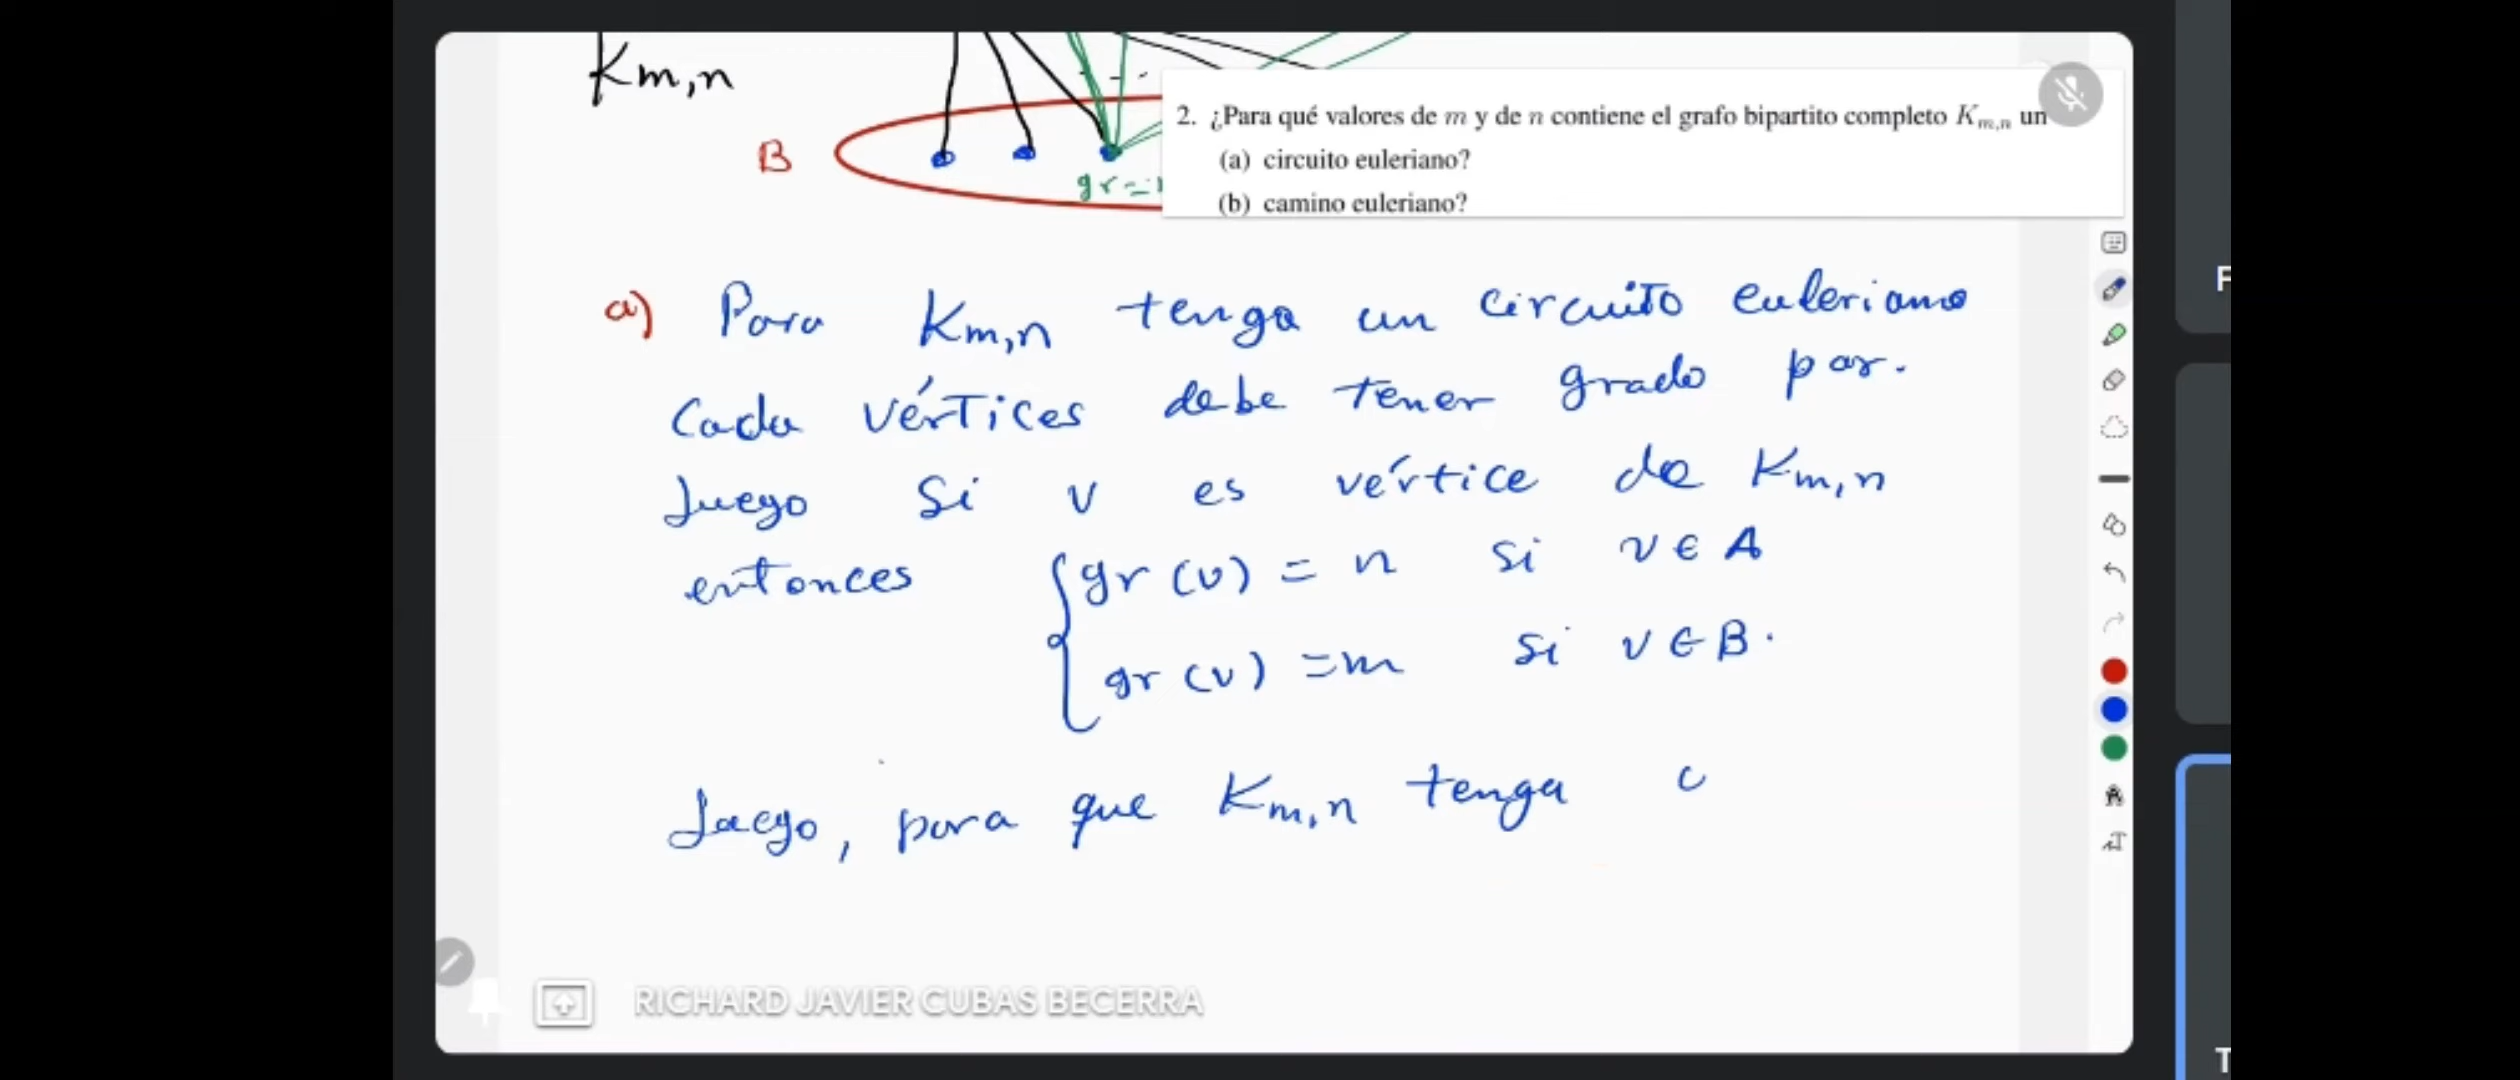 Km,n
2. ¿Para qué valores de m y de n contiene el grafo bipartito completo Km,n un
(a) circuito euleriano?
(b) camino euleriano?
B
gr=
a) Para Km,n tenga un circuito euleriano
Cada vértices debe tener grado par.
Luego Si v es vértice de Km,n
entonces { gr (v) = n si v ∈ A
gr (v) = m si v ∈ B.
Luego, para que Km,n tenga c
RICHARD JAVIER CUBAS BECERRA
F
T